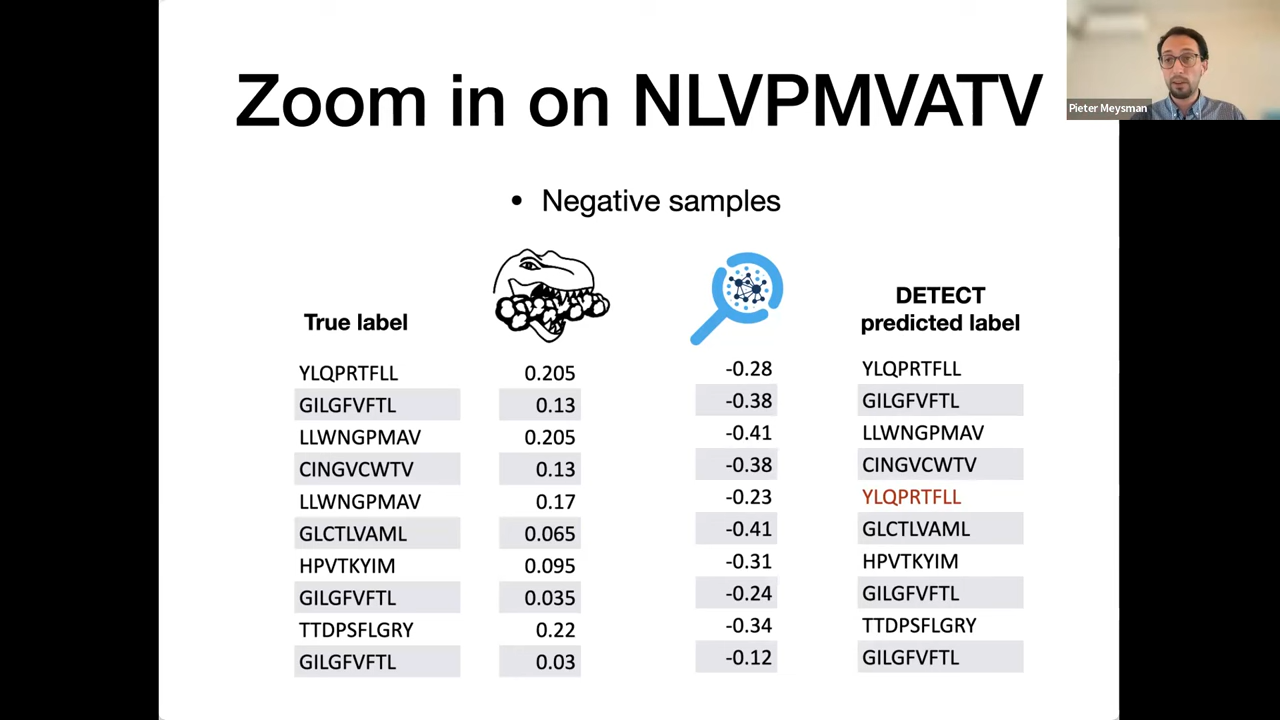 Zoom in on NLVPMVATV
Pieter Meysman
• Negative samples
True label
DETECT
predicted label
YLQPRTFLL 0.205 -0.28 YLQPRTFLL
GILGFVFTL 0.13 -0.38 GILGFVFTL
LLWNGPMAV 0.205 -0.41 LLWNGPMAV
CINGVCWTV 0.13 -0.38 CINGVCWTV
LLWNGPMAV 0.17 -0.23 YLQPRTFLL
GLCTLVAML 0.065 -0.41 GLCTLVAML
HPVTKYIM 0.095 -0.31 HPVTKYIM
GILGFVFTL 0.035 -0.24 GILGFVFTL
TTDPSFLGRY 0.22 -0.34 TTDPSFLGRY
GILGFVFTL 0.03 -0.12 GILGFVFTL